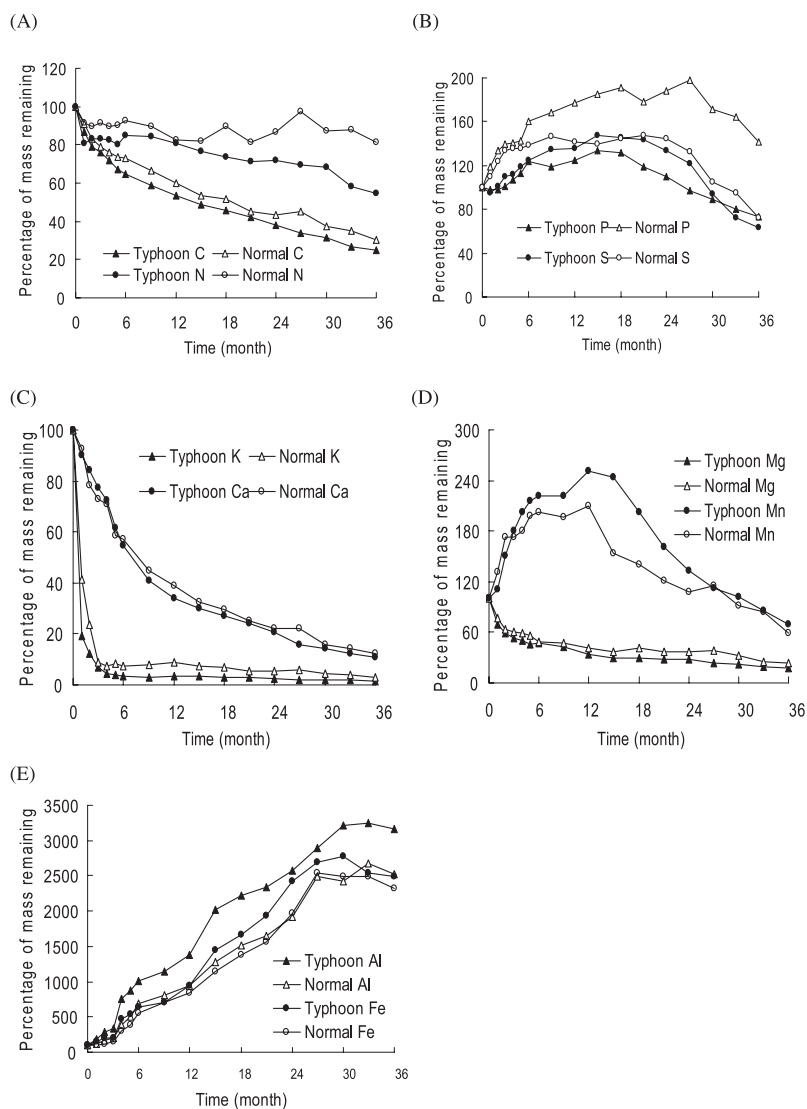 (A)
Percentage of mass remaining
120
100
80
60
40
20
0
Typhoon C
Normal C
Typhoon N
Normal N
0 6 12 18 21 24 30 36
Time (month)
(B)
Percentage of mass remaining
200
160
120
80
40
0
Typhoon P
Normal P
Typhoon S
Normal S
0 6 12 18 24 30 36
Time (month)
(C)
Percentage of mass remaining
100
80
60
40
20
0
Typhoon K
Normal K
Typhoon Ca
Normal Ca
0 6 12 18 24 30 36
Time (month)
(D)
Percentage of mass remaining
300
240
180
120
60
0
Typhoon Mg
Normal Mg
Typhoon Mn
Normal Mn
0 6 12 18 24 30 36
Time (month)
(E)
Percentage of mass remaining
3500
3000
2500
2000
1500
1000
500
0
Typhoon Al
Normal Al
Typhoon Fe
Normal Fe
0 6 12 18 24 30 36
Time (month)